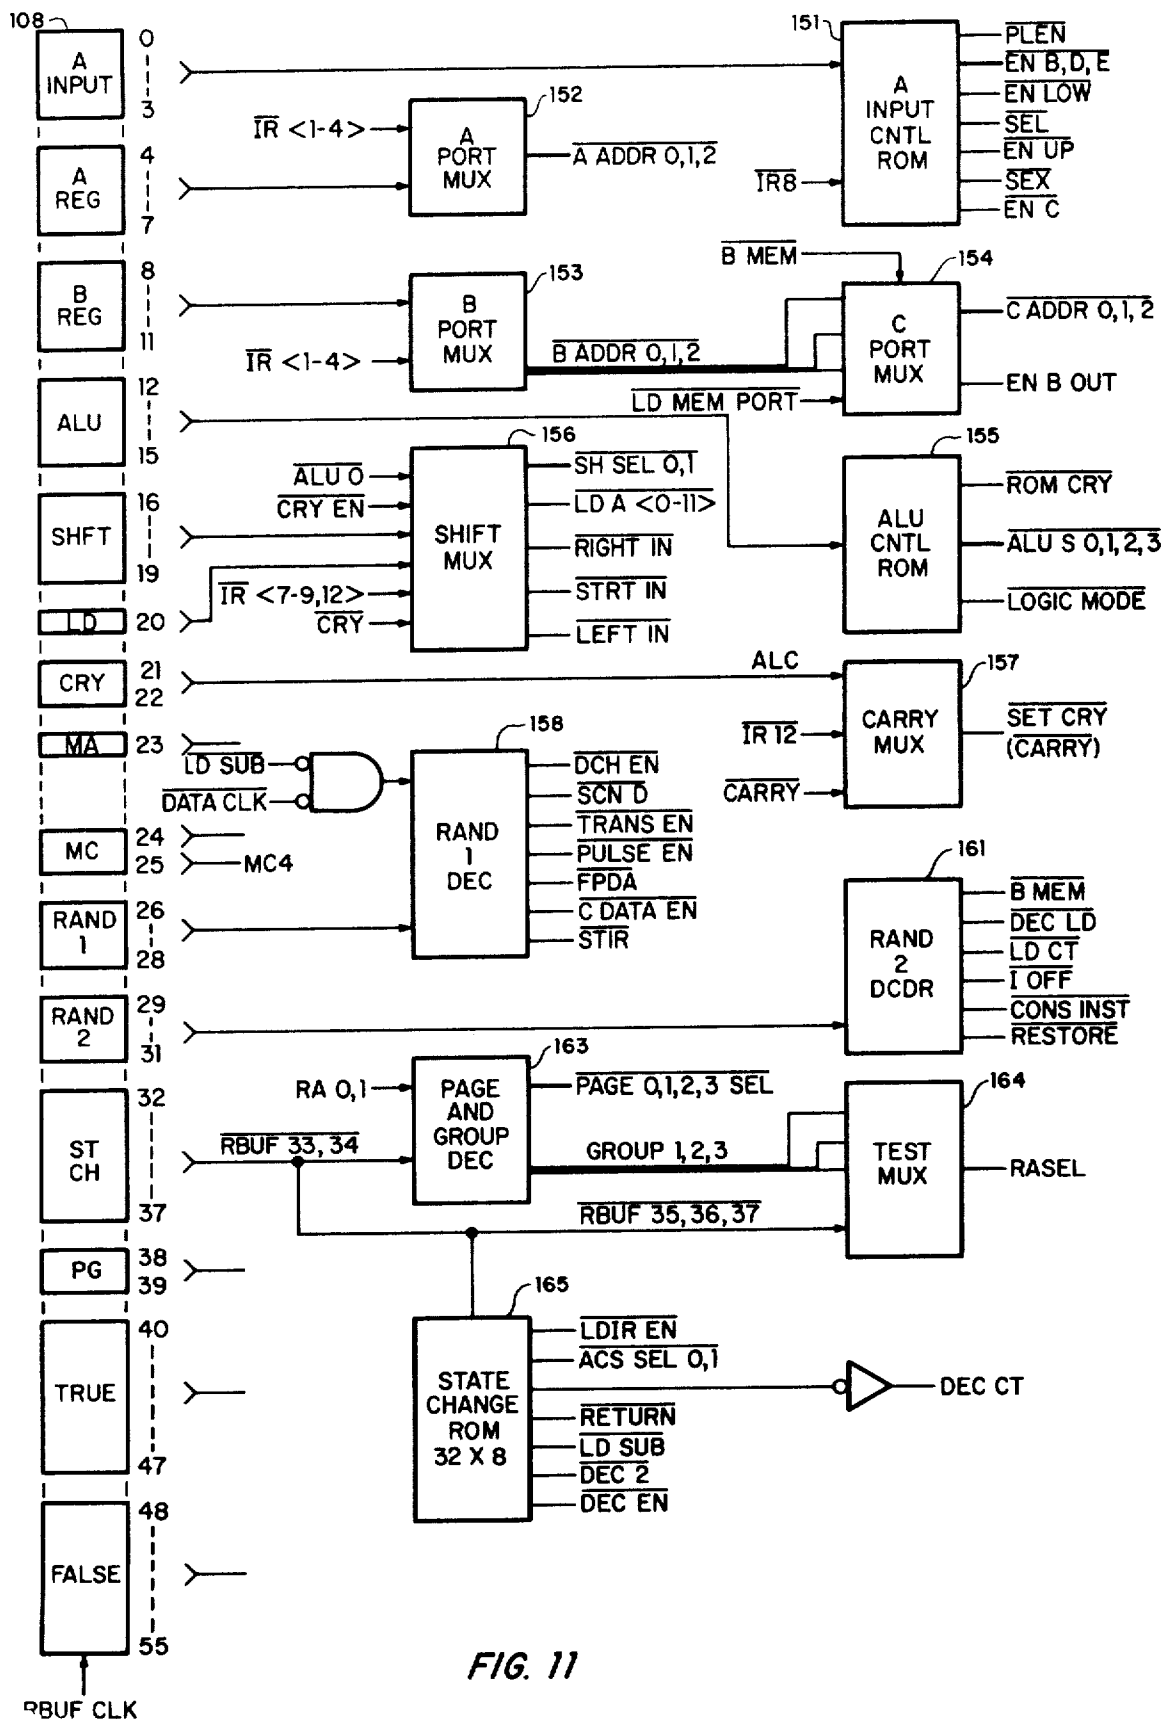 108
A
INPUT
0
3
A
REG
4
7
B
REG
8
11
ALU
12
15
SHFT
16
19
LD
20
CRY
21
22
MA
23
MC
24
25
MC4
RAND
1
26
28
RAND
2
29
31
ST
CH
32
37
PG
38
39
TRUE
40
47
FALSE
48
55
RBUF CLK
151
A
INPUT
CNTL
ROM
IR8
PLEN
EN B,D,E
EN LOW
SEL
EN UP
SEX
EN C
152
IR <1-4>
A
PORT
MUX
A ADDR 0,1,2
153
B
PORT
MUX
IR <1-4>
B ADDR 0,1,2
B MEM
154
C
PORT
MUX
LD MEM PORT
C ADDR 0,1,2
EN B OUT
155
ALU
CNTL
ROM
ROM CRY
ALU S 0,1,2,3
LOGIC MODE
156
ALU 0
CRY EN
IR <7-9,12>
CRY
SHIFT
MUX
SH SEL 0,1
LD A <0-11>
RIGHT IN
STRT IN
LEFT IN
157
ALC
IR 12
CARRY
CARRY
MUX
SET CRY
(CARRY)
158
LD SUB
DATA CLK
RAND
1
DEC
DCH EN
SCN D
TRANS EN
PULSE EN
FPDA
C DATA EN
STIR
161
RAND
2
DCDR
B MEM
DEC LD
LD CT
I OFF
CONS INST
RESTORE
163
RA 0,1
RBUF 33, 34
PAGE
AND
GROUP
DEC
PAGE 0,1,2,3 SEL
GROUP 1,2,3
RBUF 35, 36, 37
164
TEST
MUX
RASEL
165
STATE
CHANGE
ROM
32 X 8
LDIR EN
ACS SEL 0,1
DEC CT
RETURN
LD SUB
DEC 2
DEC EN
FIG. 11